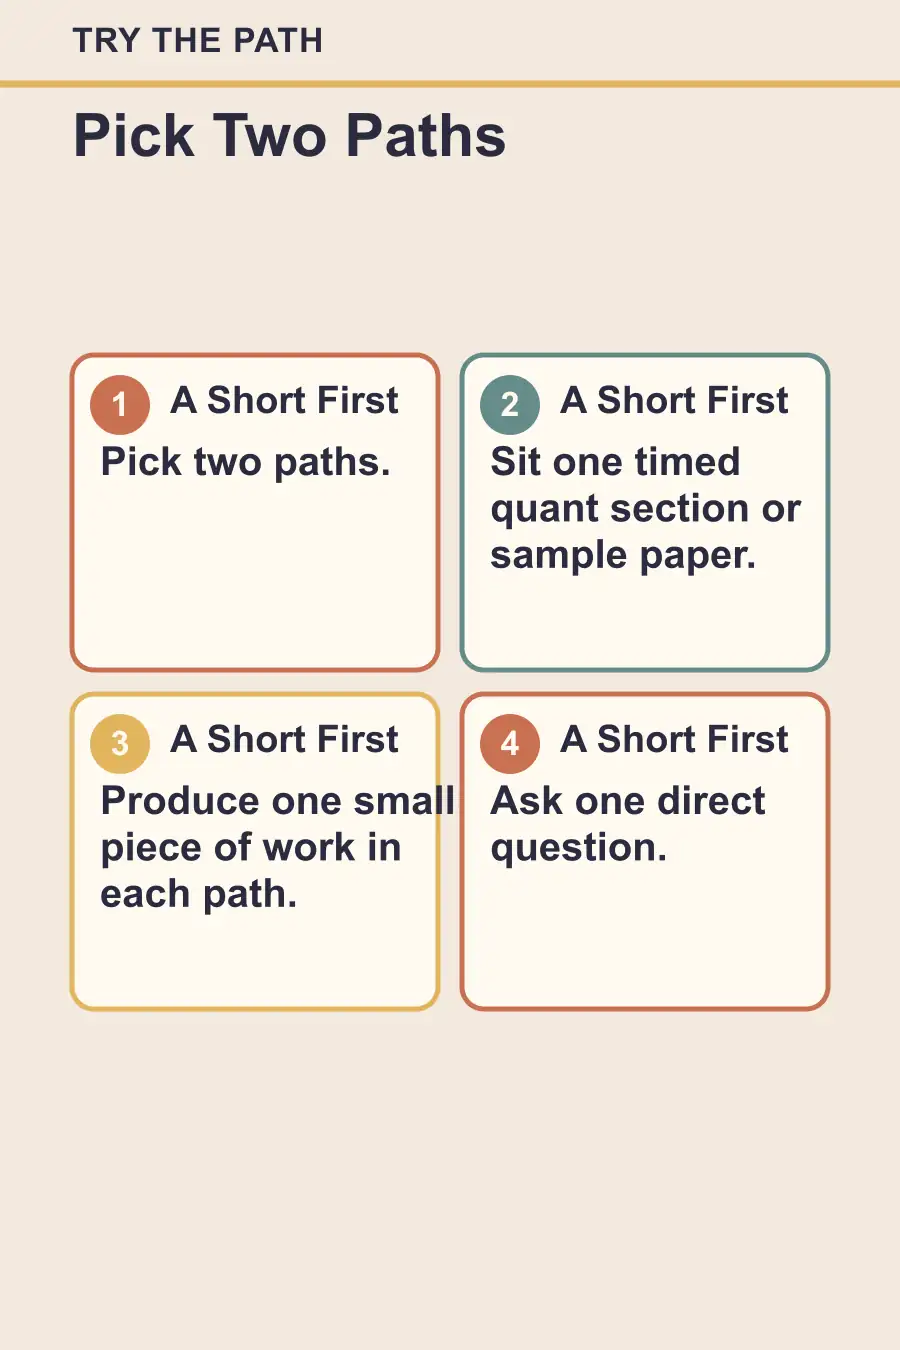 TRY THE PATH
Pick Two Paths
1 A Short First
Pick two paths.
2 A Short First
Sit one timed
quant section or
sample paper.
3 A Short First
Produce one small
piece of work in
each path.
4 A Short First
Ask one direct
question.